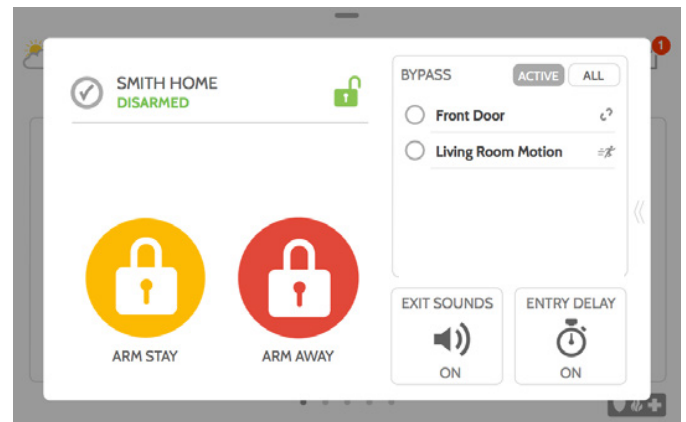 SMITH HOME
DISARMED
ARM STAY
ARM AWAY
BYPASS ACTIVE ALL
Front Door
Living Room Motion
EXIT SOUNDS
ON
ENTRY DELAY
ON
1